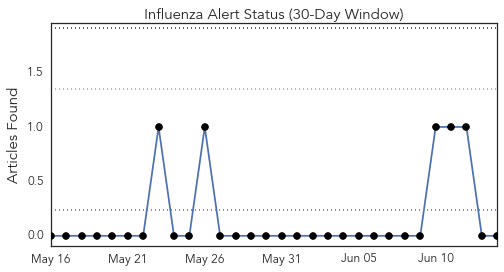 Influenza Alert Status (30-Day Window)
Articles Found
1.5
1.0
0.5
0.0
May 16 May 21 May 26 May 31 Jun 05 Jun 10